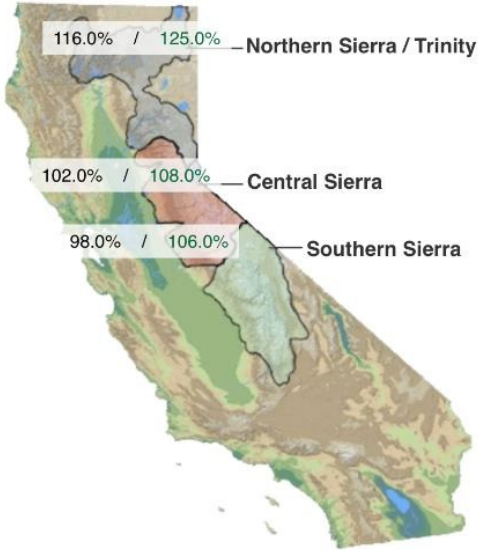 116.0% / 125.0%
Northern Sierra / Trinity
102.0% / 108.0%
Central Sierra
98.0% / 106.0%
Southern Sierra